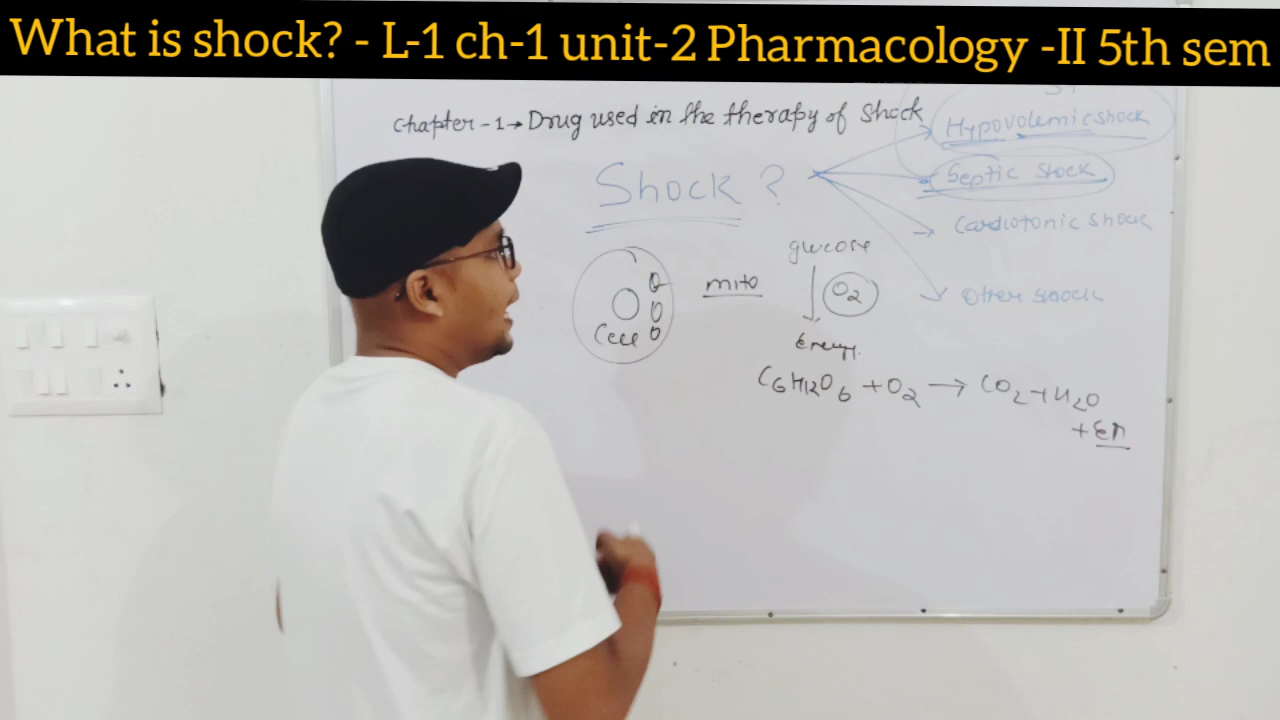 What is shock? - L-1 ch-1 unit-2 Pharmacology -II 5th sem
chapter-1→ Drug used in the therapy of shock
Hypovolemic shock
Shock ?
Septic shock
Cardiotonic shock
Other shock
glucose
mito
O2
Cell
Energy.
C6H12O6 + O2 → CO2 + H2O
+ En